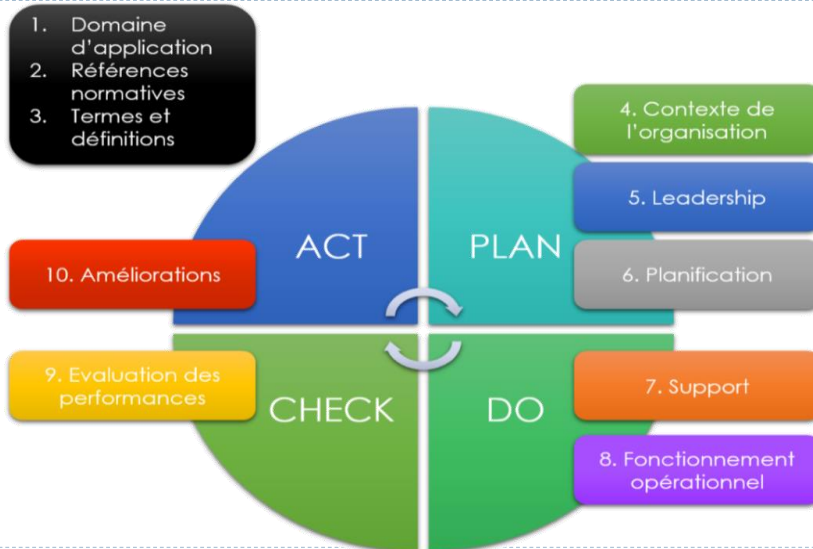 1. Domaine
d'application
2. Références
normatives
3. Termes et
définitions
4. Contexte de
l'organisation
5. Leadership
ACT
PLAN
10. Améliorations
6. Planification
9. Evaluation des
performances
7. Support
CHECK
DO
8. Fonctionnement
opérationnel